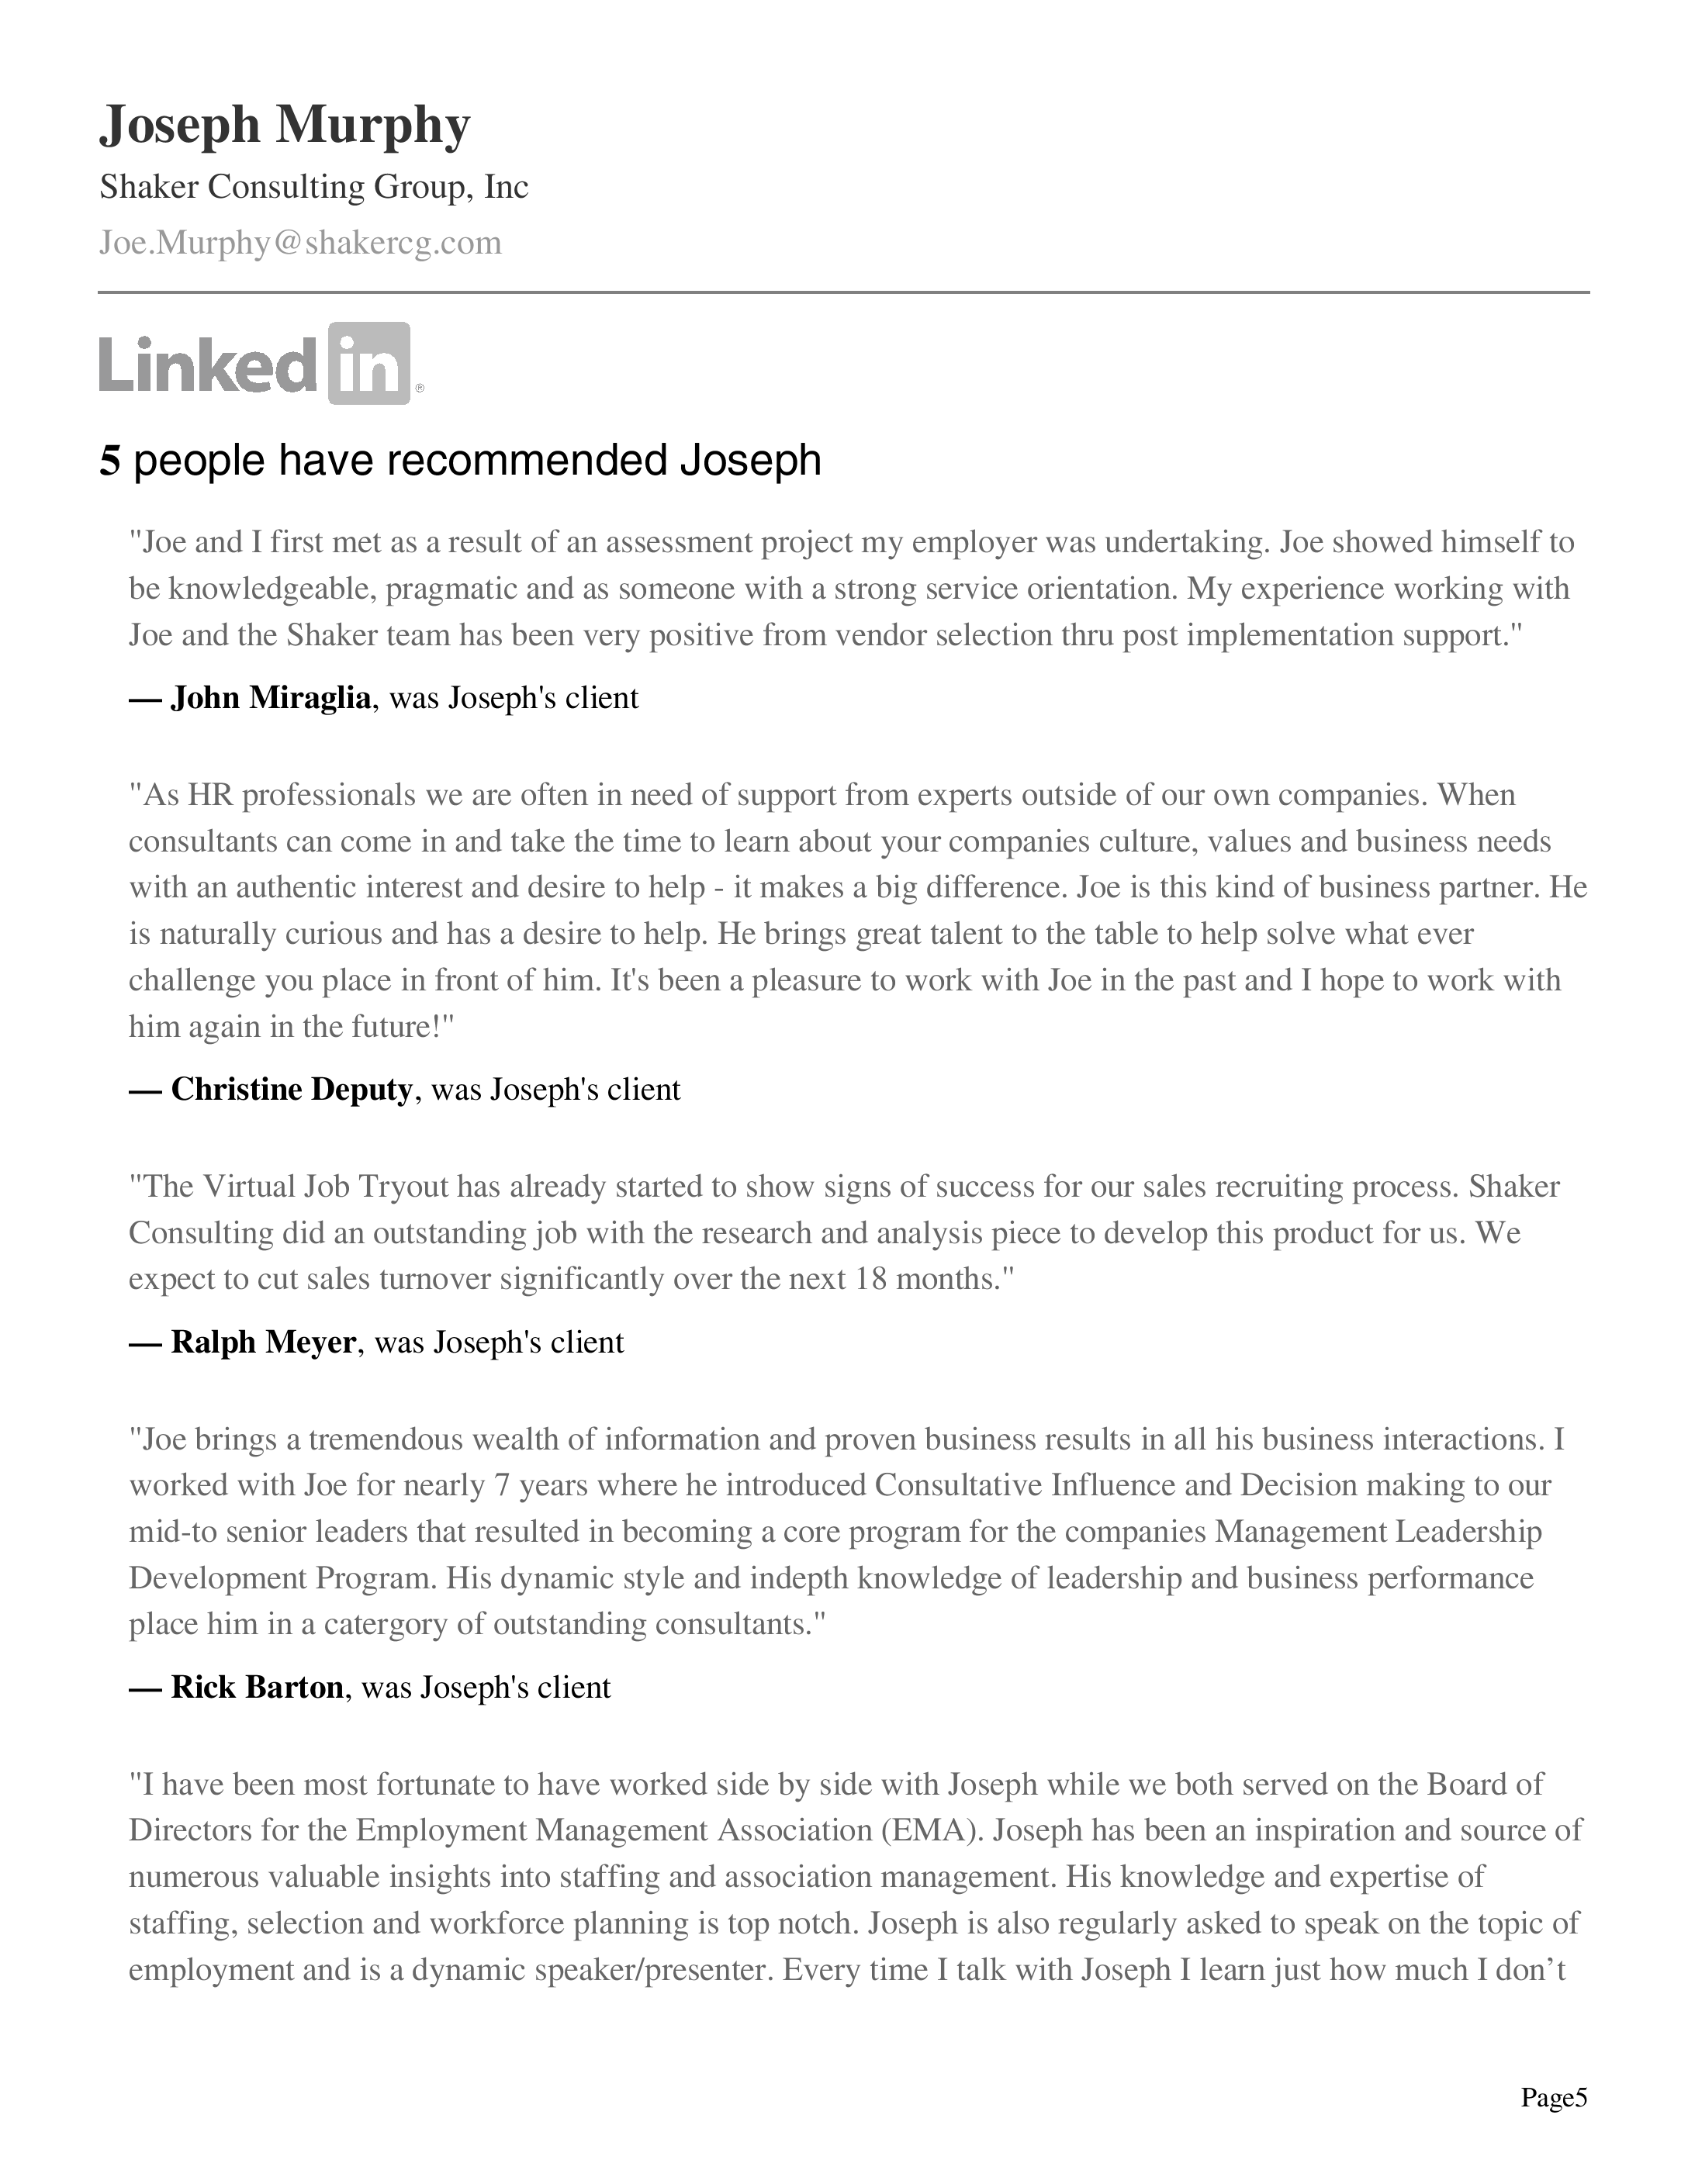 Joseph Murphy
Shaker Consulting Group, Inc
Joe.Murphy@shakercg.com
Linked in ®
5 people have recommended Joseph
"Joe and I first met as a result of an assessment project my employer was undertaking. Joe showed himself to
be knowledgeable, pragmatic and as someone with a strong service orientation. My experience working with
Joe and the Shaker team has been very positive from vendor selection thru post implementation support."
— John Miraglia, was Joseph's client
"As HR professionals we are often in need of support from experts outside of our own companies. When
consultants can come in and take the time to learn about your companies culture, values and business needs
with an authentic interest and desire to help - it makes a big difference. Joe is this kind of business partner. He
is naturally curious and has a desire to help. He brings great talent to the table to help solve what ever
challenge you place in front of him. It's been a pleasure to work with Joe in the past and I hope to work with
him again in the future!"
— Christine Deputy, was Joseph's client
"The Virtual Job Tryout has already started to show signs of success for our sales recruiting process. Shaker
Consulting did an outstanding job with the research and analysis piece to develop this product for us. We
expect to cut sales turnover significantly over the next 18 months."
— Ralph Meyer, was Joseph's client
"Joe brings a tremendous wealth of information and proven business results in all his business interactions. I
worked with Joe for nearly 7 years where he introduced Consultative Influence and Decision making to our
mid-to senior leaders that resulted in becoming a core program for the companies Management Leadership
Development Program. His dynamic style and indepth knowledge of leadership and business performance
place him in a catergory of outstanding consultants."
— Rick Barton, was Joseph's client
"I have been most fortunate to have worked side by side with Joseph while we both served on the Board of
Directors for the Employment Management Association (EMA). Joseph has been an inspiration and source of
numerous valuable insights into staffing and association management. His knowledge and expertise of
staffing, selection and workforce planning is top notch. Joseph is also regularly asked to speak on the topic of
employment and is a dynamic speaker/presenter. Every time I talk with Joseph I learn just how much I don’t
Page5